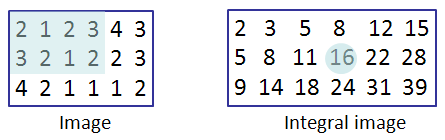 2 1 2 3 4 3
3 2 1 2 2 3
4 2 1 1 1 2
Image
2 3 5 8 12 15
5 8 11 16 22 28
9 14 18 24 31 39
Integral image